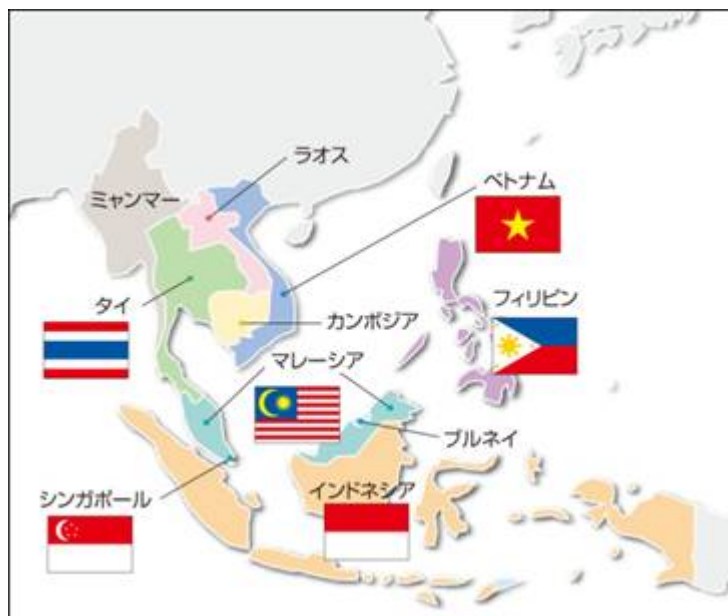 ラオス
ミャンマー
ベトナム
タイ
カンボジア
フィリピン
マレーシア
ブルネイ
シンガポール
インドネシア